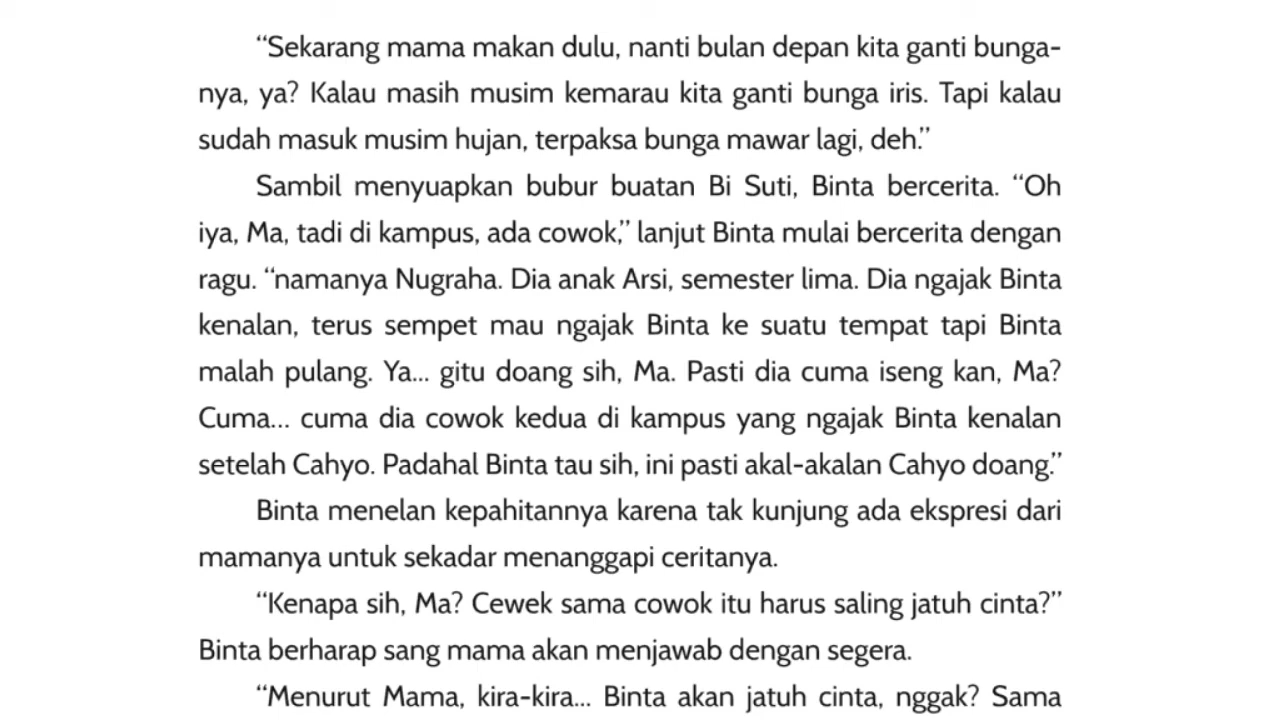 “Sekarang mama makan dulu, nanti bulan depan kita ganti bunga-
nya, ya? Kalau masih musim kemarau kita ganti bunga iris. Tapi kalau
sudah masuk musim hujan, terpaksa bunga mawar lagi, deh.”
Sambil menyuapkan bubur buatan Bi Suti, Binta bercerita. “Oh
iya, Ma, tadi di kampus, ada cowok,” lanjut Binta mulai bercerita dengan
ragu. “namanya Nugraha. Dia anak Arsi, semester lima. Dia ngajak Binta
kenalan, terus sempet mau ngajak Binta ke suatu tempat tapi Binta
malah pulang. Ya... gitu doang sih, Ma. Pasti dia cuma iseng kan, Ma?
Cuma... cuma dia cowok kedua di kampus yang ngajak Binta kenalan
setelah Cahyo. Padahal Binta tau sih, ini pasti akal-akalan Cahyo doang.”
Binta menelan kepahitannya karena tak kunjung ada ekspresi dari
mamanya untuk sekadar menanggapi ceritanya.
“Kenapa sih, Ma? Cewek sama cowok itu harus saling jatuh cinta?”
Binta berharap sang mama akan menjawab dengan segera.
“Menurut Mama, kira-kira... Binta akan jatuh cinta, nggak? Sama